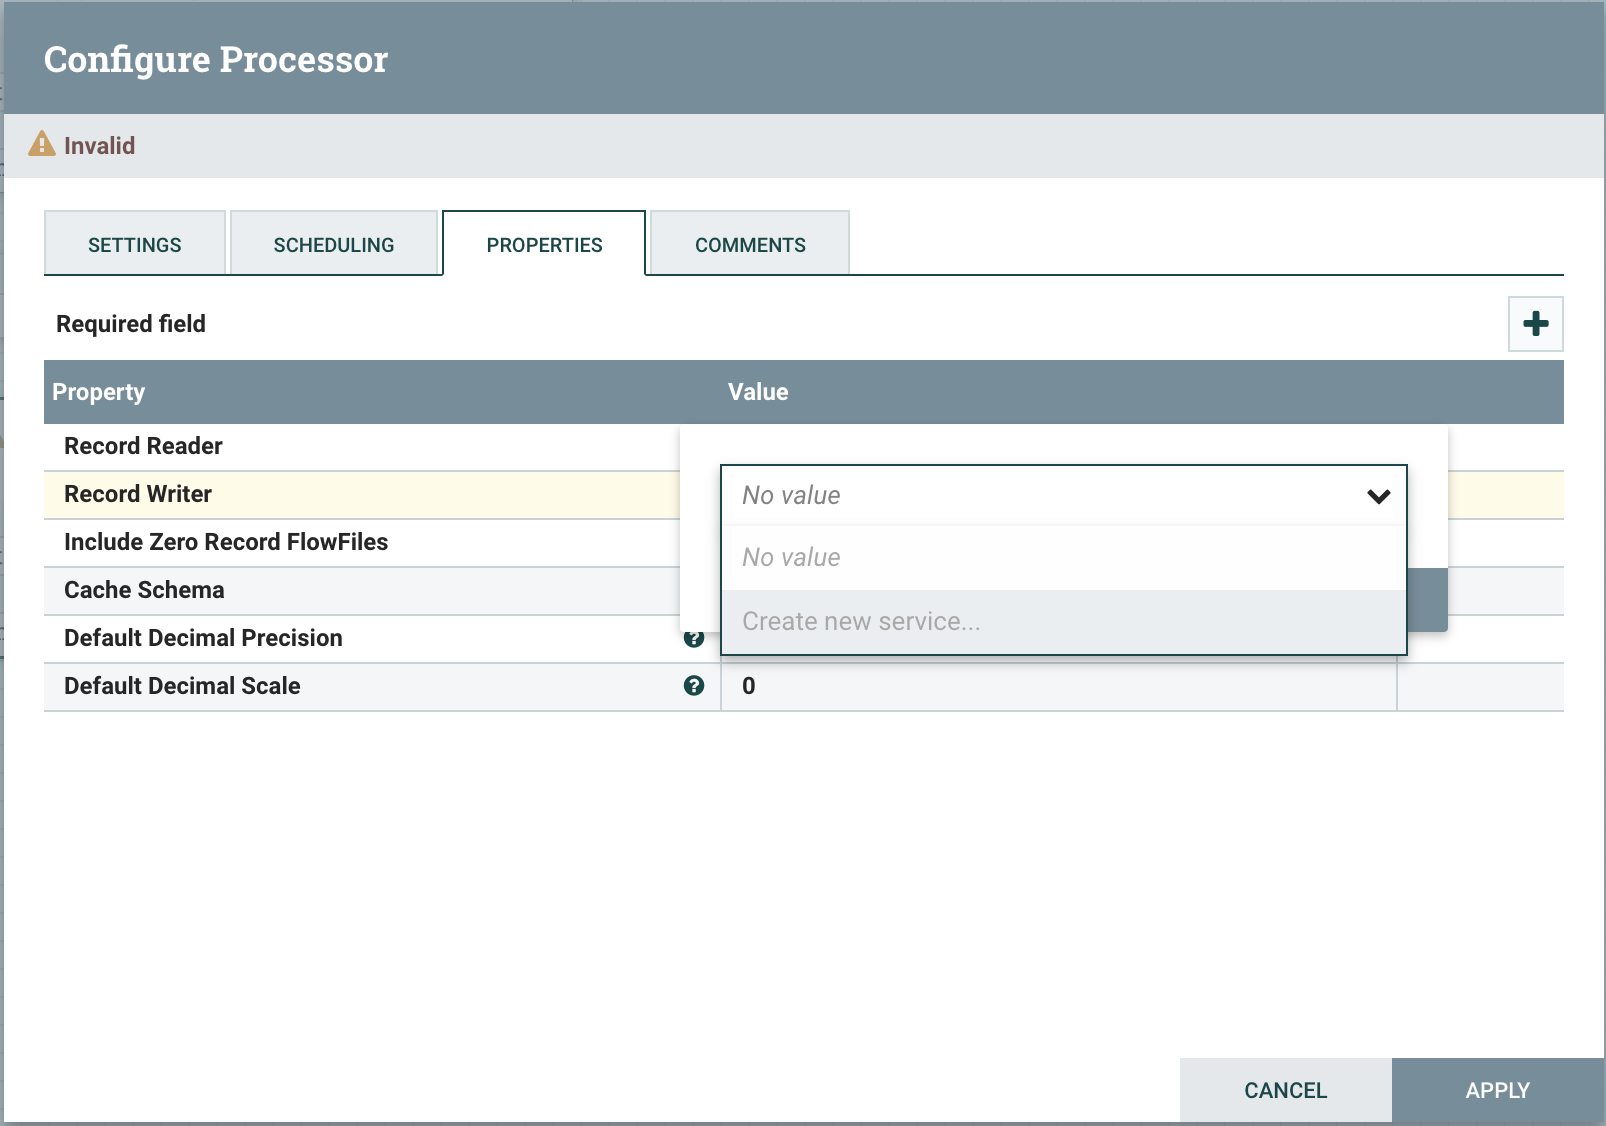 Configure Processor
Invalid
SETTINGS
SCHEDULING
PROPERTIES
COMMENTS
Required field
Property
Value
Record Reader
Record Writer
No value
Include Zero Record FlowFiles
No value
Cache Schema
Create new service...
Default Decimal Precision
Default Decimal Scale
0
CANCEL
APPLY